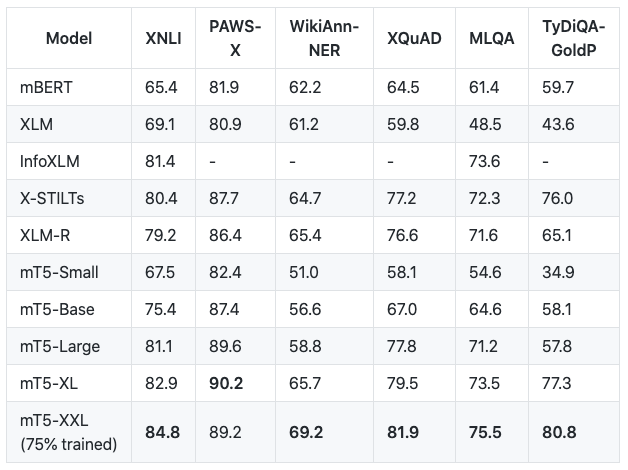 Model XNLI PAWS-X WikiAnn-NER XQuAD MLQA TyDiQA-GoldP
mBERT 65.4 81.9 62.2 64.5 61.4 59.7
XLM 69.1 80.9 61.2 59.8 48.5 43.6
InfoXLM 81.4 - - - 73.6 -
X-STILTs 80.4 87.7 64.7 77.2 72.3 76.0
XLM-R 79.2 86.4 65.4 76.6 71.6 65.1
mT5-Small 67.5 82.4 51.0 58.1 54.6 34.9
mT5-Base 75.4 87.4 56.6 67.0 64.6 58.1
mT5-Large 81.1 89.6 58.8 77.8 71.2 57.8
mT5-XL 82.9 90.2 65.7 79.5 73.5 77.3
mT5-XXL (75% trained) 84.8 89.2 69.2 81.9 75.5 80.8